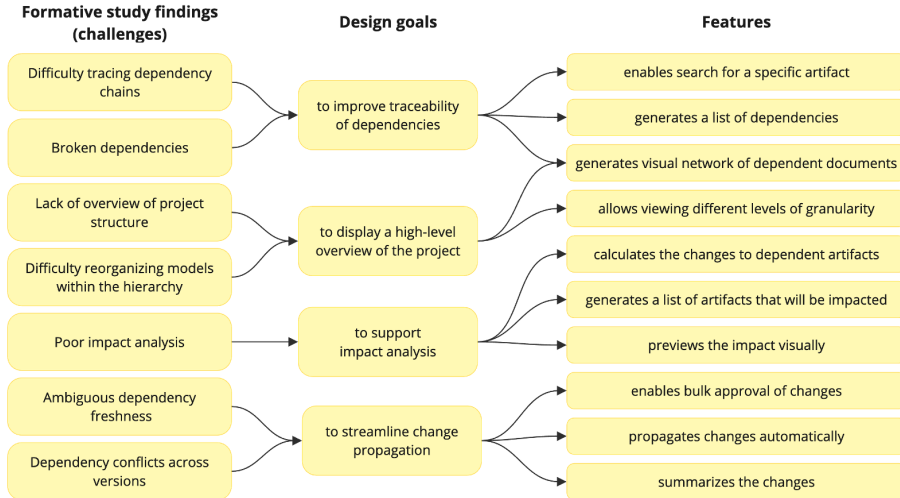 Formative study findings
(challenges)
Design goals
Features
Difficulty tracing dependency
chains
Broken dependencies
Lack of overview of project
structure
Difficulty reorganizing models
within the hierarchy
Poor impact analysis
Ambiguous dependency
freshness
Dependency conflicts across
versions
to improve traceability
of dependencies
to display a high-level
overview of the project
to support
impact analysis
to streamline change
propagation
enables search for a specific artifact
generates a list of dependencies
generates visual network of dependent documents
allows viewing different levels of granularity
calculates the changes to dependent artifacts
generates a list of artifacts that will be impacted
previews the impact visually
enables bulk approval of changes
propagates changes automatically
summarizes the changes